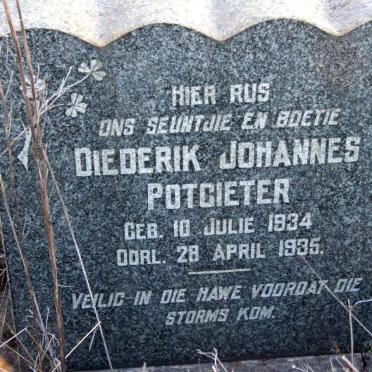 HIER RUS
ONS SEUNTJIE EN BOETIE
DIEDERIK JOHANNES
POTGIETER
GEB. 10 JULIE 1934
OORL. 28 APRIL 1935.
VEILIG IN DIE HAWE VOORDAT DIE
STORMS KOM.